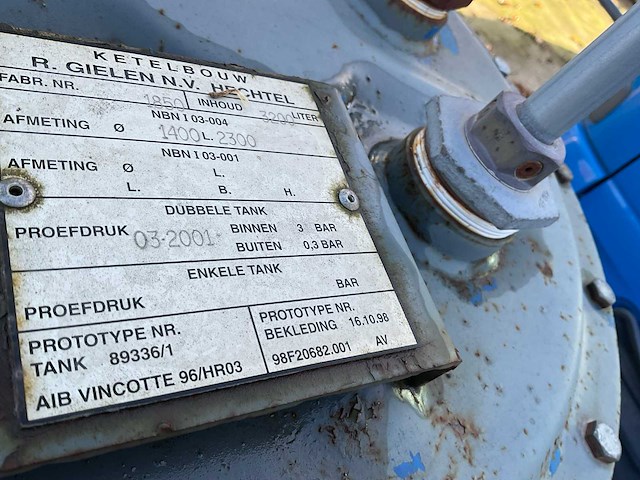 KETELBOUW
R. GIELEN N.V. HECHTEL
FABR. NR. 1850 INHOUD 3200 LITER
NBN I 03-004
AFMETING Ø 1400 L. 2300
NBN I 03-001
AFMETING Ø L.
L. B. H.
DUBBELE TANK
PROEFDRUK 03-2001 BINNEN 3 BAR
BUITEN 0,3 BAR
ENKELE TANK
PROEFDRUK BAR
PROTOTYPE NR.
TANK 89336/1
AIB VINCOTTE 96/HR03
PROTOTYPE NR.
BEKLEDING 16.10.98
98F20682.001 AV